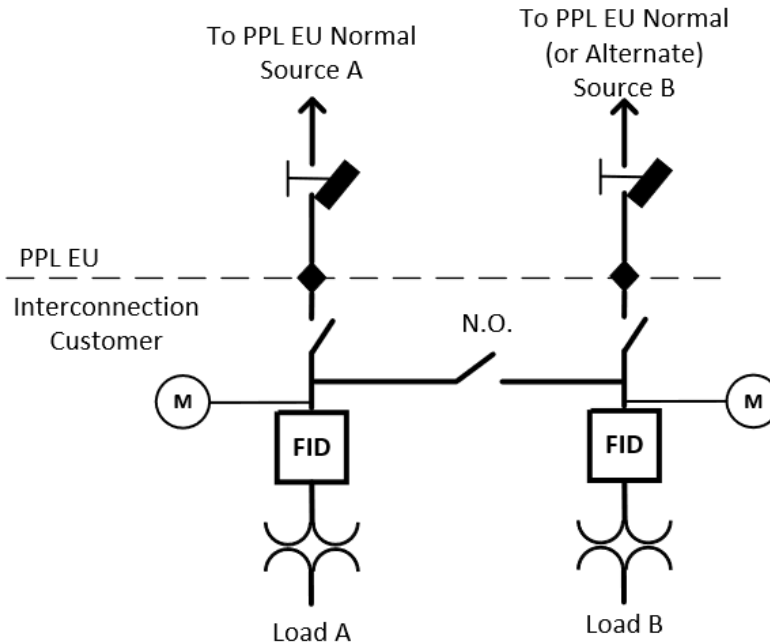 To PPL EU Normal
Source A
To PPL EU Normal
(or Alternate)
Source B
PPL EU
Interconnection
Customer
N.O.
M
M
FID
FID
Load A
Load B